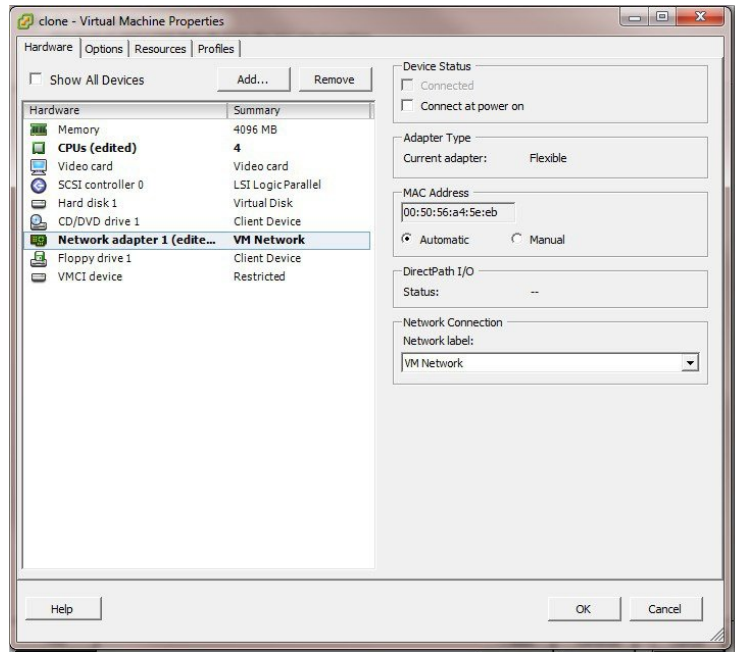 clone - Virtual Machine Properties
Hardware Options Resources Profiles
Show All Devices Add... Remove
Hardware Summary
Memory 4096 MB
CPUs (edited) 4
Video card Video card
SCSI controller 0 LSI Logic Parallel
Hard disk 1 Virtual Disk
CD/DVD drive 1 Client Device
Network adapter 1 (edite... VM Network
Floppy drive 1 Client Device
VMCI device Restricted
Device Status
Connected
Connect at power on
Adapter Type
Current adapter: Flexible
MAC Address
00:50:56:a4:5e:eb
Automatic Manual
DirectPath I/O
Status: --
Network Connection
Network label:
VM Network
Help OK Cancel